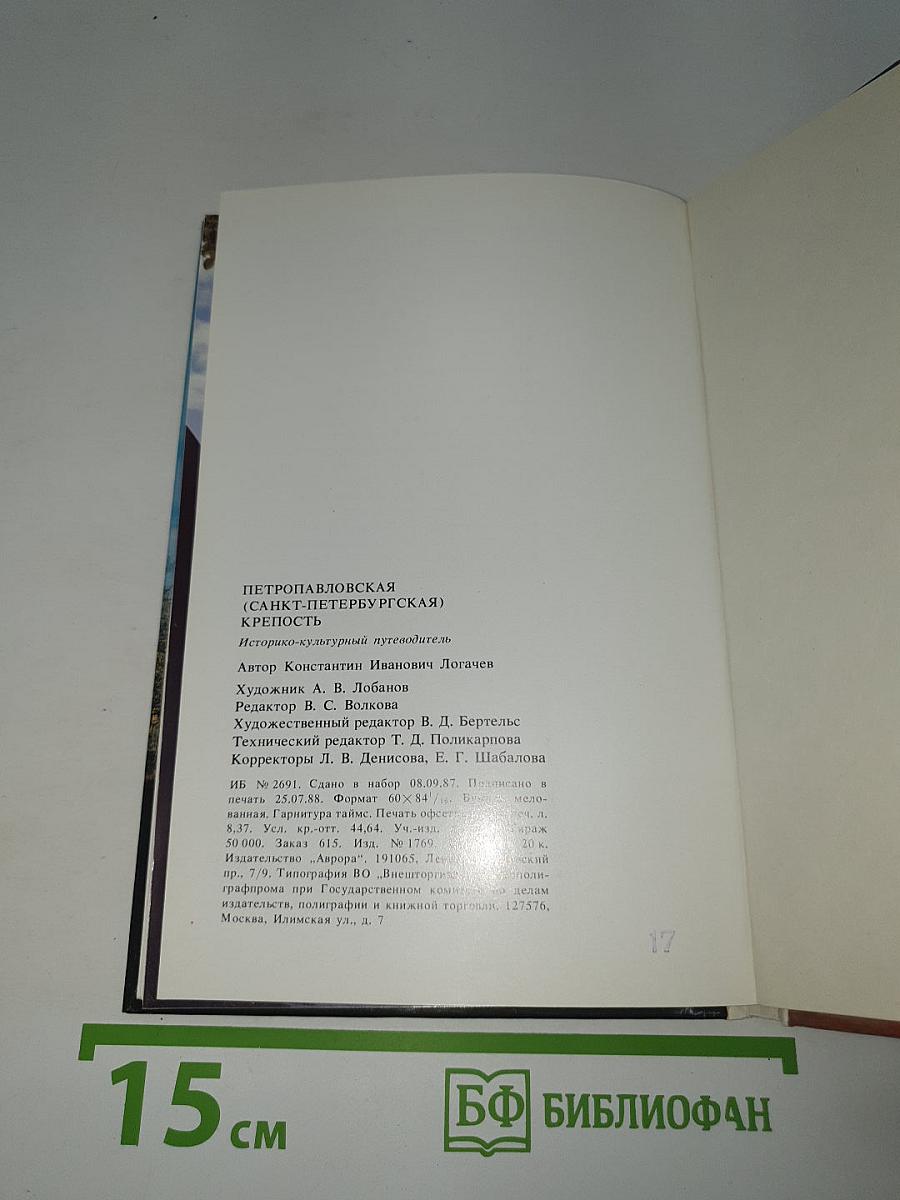 ПЕТРОПАВЛОВСКАЯ
(САНКТ-ПЕТЕРБУРГСКАЯ)
КРЕПОСТЬ
Историко-культурный путеводитель
Автор Константин Иванович Логачев
Художник А. В. Лобанов
Редактор В. С. Волкова
Художественный редактор В. Д. Бертельс
Технический редактор Т. Д. Поликарпова
Корректоры Л. В. Денисова, Е. Г. Шабалова
ИБ № 2691. Сдано в набор 08.09.87. Подписано в
печать 25.07.88. Формат 60×84¹/₁₆. мело-
ванная. Гарнитура таймс. Печать л.
8,37. Усл. кр.-отт. 44,64. Уч.-изд. Тираж
50 000. Заказ 615. Изд. № 1769. 20 к.
Издательство „Аврора“. 191065,
пр., 7/9. Типография ВО
графпрома при Государственном по делам
издательств, полиграфии и книжной торговли. 127576,
Москва, Илимская ул., д. 7
17
15 см
БФ БИБЛИОФАН